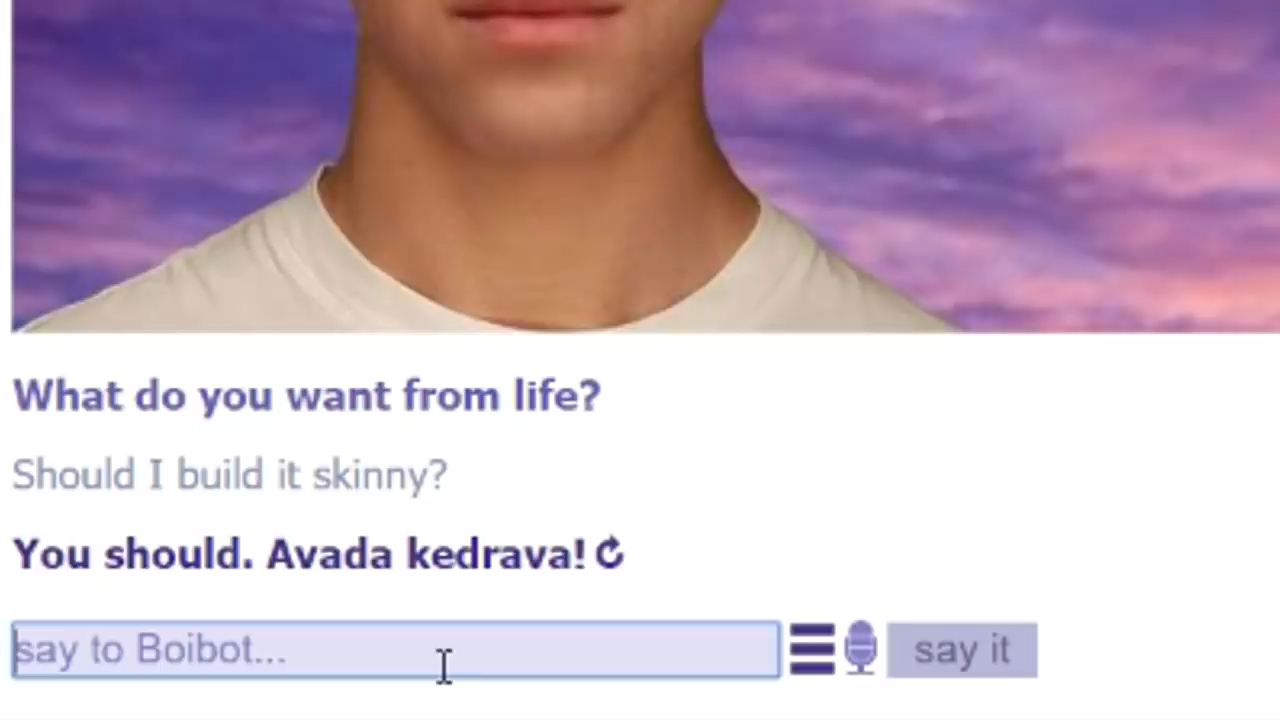 What do you want from life?
Should I build it skinny?
You should. Avada kedrava!
say to Boibot...
say it